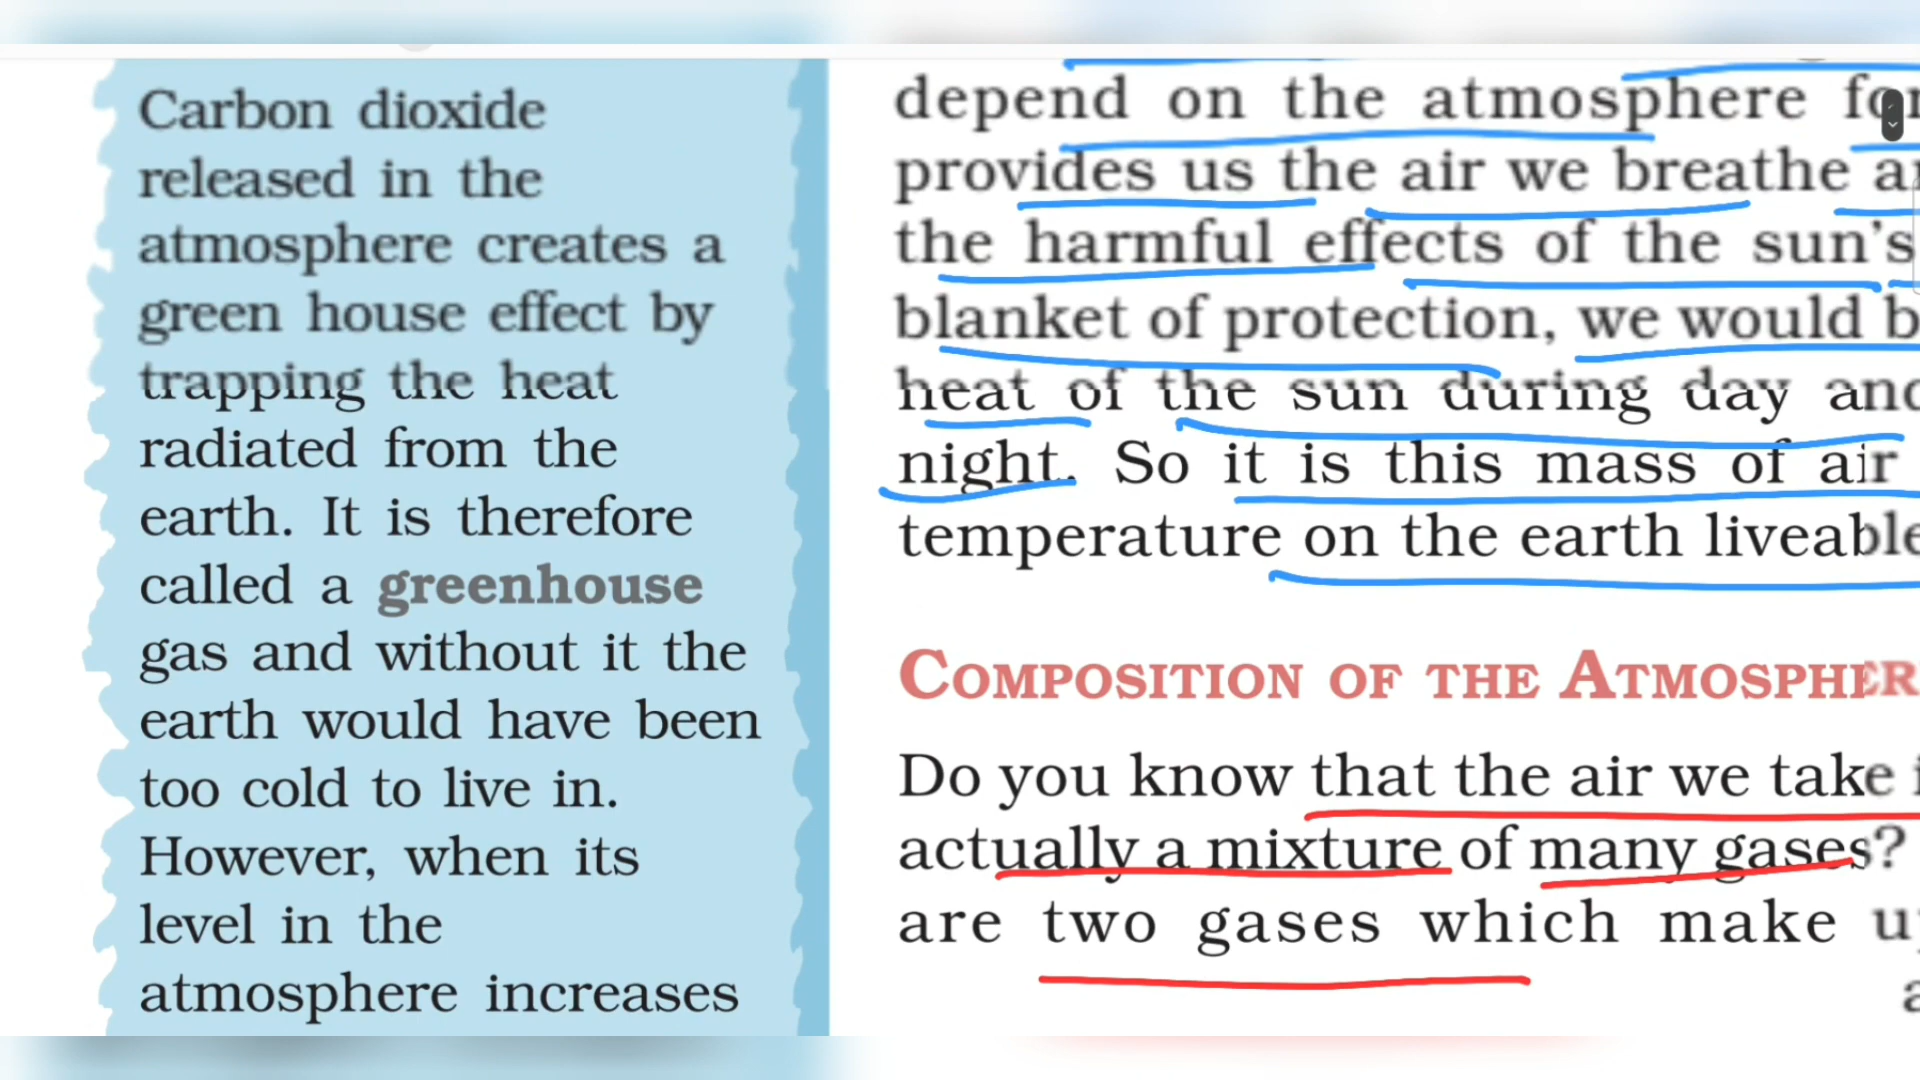 Carbon dioxide
released in the
atmosphere creates a
green house effect by
trapping the heat
radiated from the
earth. It is therefore
called a greenhouse
gas and without it the
earth would have been
too cold to live in.
However, when its
level in the
atmosphere increases
depend on the atmosphere for
provides us the air we breathe
the harmful effects of the sun's
blanket of protection, we would
heat of the sun during day and
night. So it is this mass of air
temperature on the earth liveable
COMPOSITION OF THE ATMOSPHER
Do you know that the air we take
actually a mixture of many gases?
are two gases which make